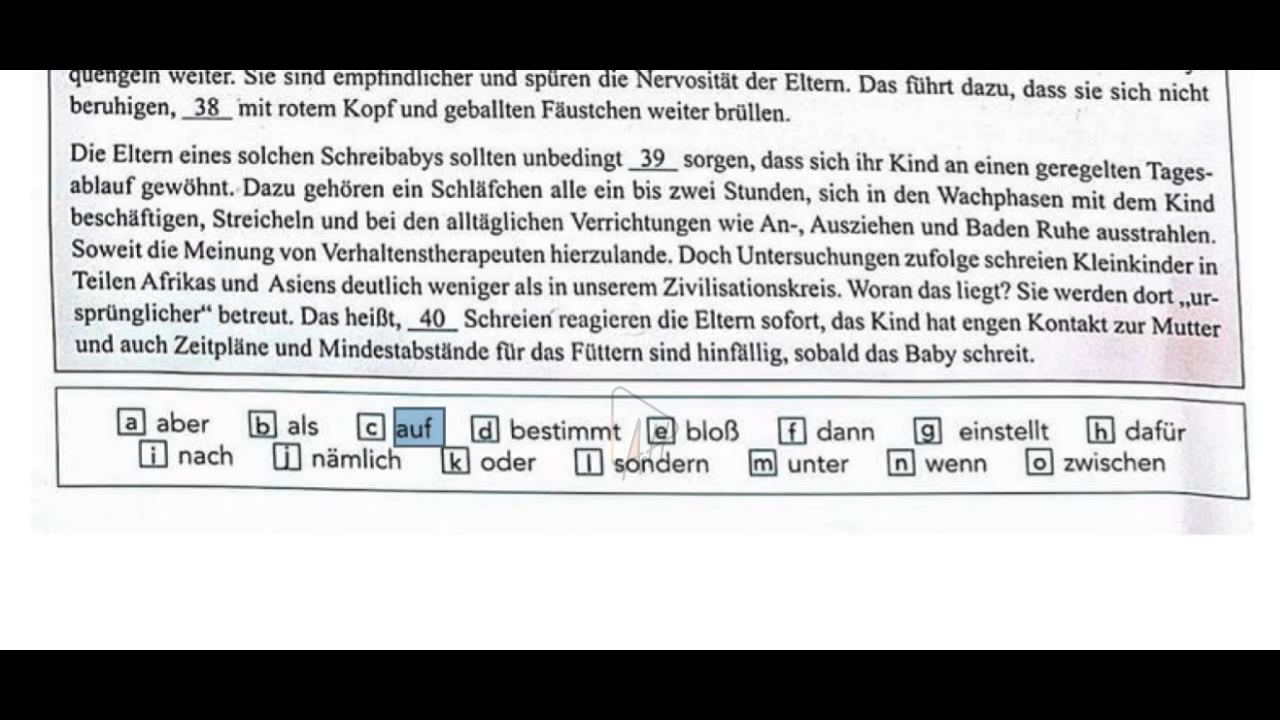 quengeln weiter. Sie sind empfindlicher und spüren die Nervosität der Eltern. Das führt dazu, dass sie sich nicht
beruhigen, 38 mit rotem Kopf und geballten Fäustchen weiter brüllen.
Die Eltern eines solchen Schreibabys sollten unbedingt 39 sorgen, dass sich ihr Kind an einen geregelten Tages-
ablauf gewöhnt. Dazu gehören ein Schläfchen alle ein bis zwei Stunden, sich in den Wachphasen mit dem Kind
beschäftigen, Streicheln und bei den alltäglichen Verrichtungen wie An-, Ausziehen und Baden Ruhe ausstrahlen.
Soweit die Meinung von Verhaltenstherapeuten hierzulande. Doch Untersuchungen zufolge schreien Kleinkinder in
Teilen Afrikas und Asiens deutlich weniger als in unserem Zivilisationskreis. Woran das liegt? Sie werden dort „ur-
sprünglicher“ betreut. Das heißt, 40 Schreien reagieren die Eltern sofort, das Kind hat engen Kontakt zur Mutter
und auch Zeitpläne und Mindestabstände für das Füttern sind hinfällig, sobald das Baby schreit.
a aber b als c auf d bestimmt e bloß f dann g einstellt h dafür
i nach j nämlich k oder l sondern m unter n wenn o zwischen